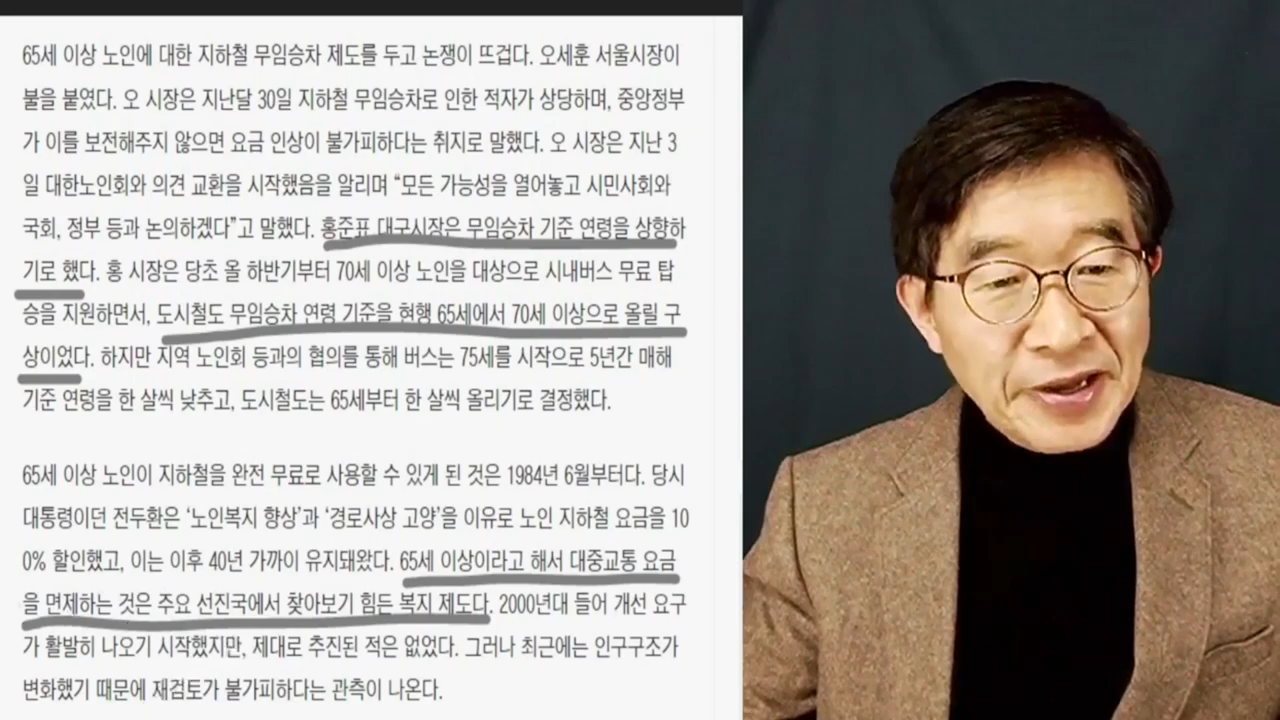 65세 이상 노인에 대한 지하철 무임승차 제도를 두고 논쟁이 뜨겁다. 오세훈 서울시장이
불을 붙였다. 오 시장은 지난달 30일 지하철 무임승차로 인한 적자가 상당하며, 중앙정부
가 이를 보전해주지 않으면 요금 인상이 불가피하다는 취지로 말했다. 오 시장은 지난 3
일 대한노인회와 의견 교환을 시작했음을 알리며 “모든 가능성을 열어놓고 시민사회와
국회, 정부 등과 논의하겠다”고 말했다. 홍준표 대구시장은 무임승차 기준 연령을 상향하
기로 했다. 홍 시장은 당초 올 하반기부터 70세 이상 노인을 대상으로 시내버스 무료 탑
승을 지원하면서, 도시철도 무임승차 연령 기준을 현행 65세에서 70세 이상으로 올릴 구
상이었다. 하지만 지역 노인회 등과의 협의를 통해 버스는 75세를 시작으로 5년간 매해
기준 연령을 한 살씩 낮추고, 도시철도는 65세부터 한 살씩 올리기로 결정했다.
65세 이상 노인이 지하철을 완전 무료로 사용할 수 있게 된 것은 1984년 6월부터다. 당시
대통령이던 전두환은 ‘노인복지 향상’과 ‘경로사상 고양’을 이유로 노인 지하철 요금을 10
0% 할인했고, 이는 이후 40년 가까이 유지돼왔다. 65세 이상이라고 해서 대중교통 요금
을 면제하는 것은 주요 선진국에서 찾아보기 힘든 복지 제도다. 2000년대 들어 개선 요구
가 활발히 나오기 시작했지만, 제대로 추진된 적은 없었다. 그러나 최근에는 인구구조가
변화했기 때문에 재검토가 불가피하다는 관측이 나온다.